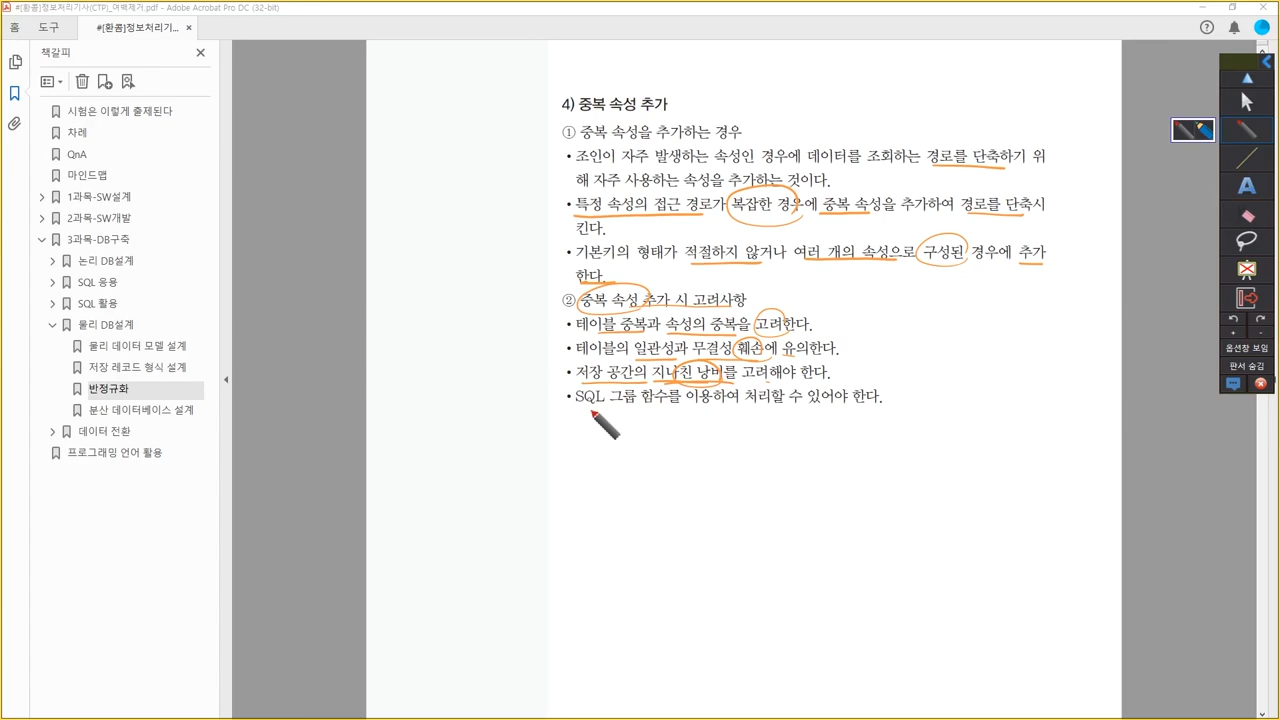 #[환콤]정보처리기사(CTP)_여백제거.pdf - Adobe Acrobat Pro DC (32-bit)
홈 도구 #[환콤]정보처리기... ×
책갈피
시험은 이렇게 출제된다
차례
QnA
마인드맵
1과목-SW설계
2과목-SW개발
3과목-DB구축
논리 DB설계
SQL 응용
SQL 활용
물리 DB설계
물리 데이터 모델 설계
저장 레코드 형식 설계
반정규화
분산 데이터베이스 설계
데이터 전환
프로그래밍 언어 활용
4) 중복 속성 추가
① 중복 속성을 추가하는 경우
• 조인이 자주 발생하는 속성인 경우에 데이터를 조회하는 경로를 단축하기 위
해 자주 사용하는 속성을 추가하는 것이다.
• 특정 속성의 접근 경로가 복잡한 경우에 중복 속성을 추가하여 경로를 단축시
킨다.
• 기본키의 형태가 적절하지 않거나 여러 개의 속성으로 구성된 경우에 추가
한다.
② 중복 속성 추가 시 고려사항
• 테이블 중복과 속성의 중복을 고려한다.
• 테이블의 일관성과 무결성 훼손에 유의한다.
• 저장 공간의 지나친 낭비를 고려해야 한다.
• SQL 그룹 함수를 이용하여 처리할 수 있어야 한다.
옵션창 보임
판서 숨김